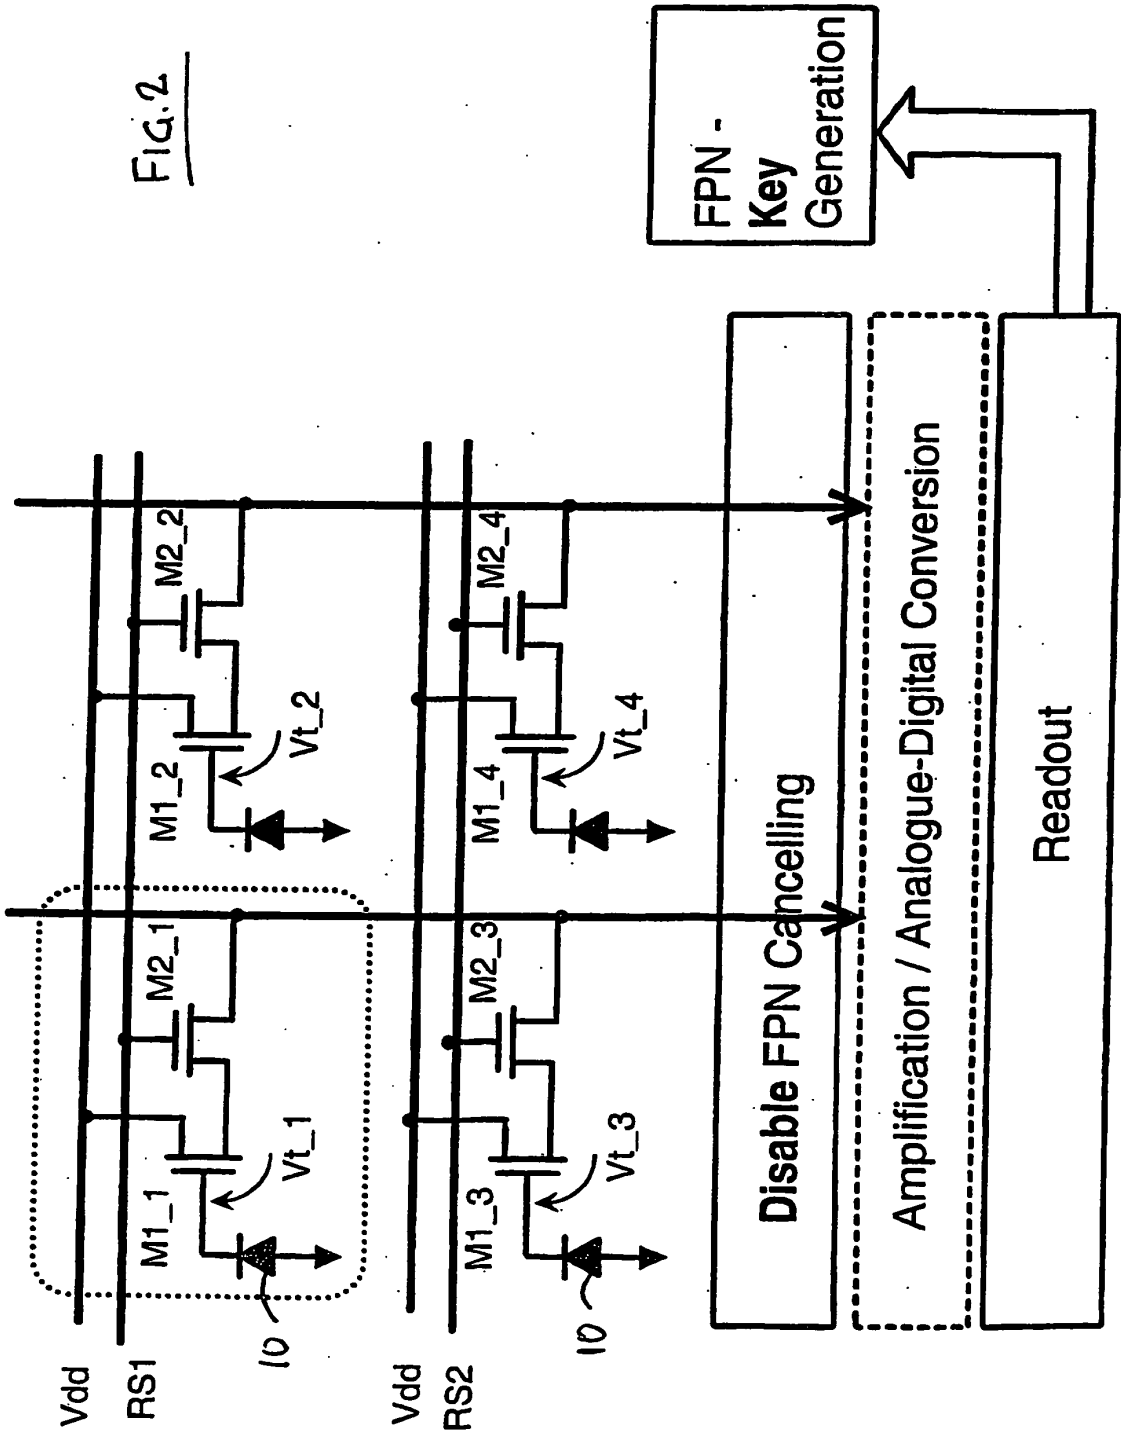 FIG. 2
Vdd
RS1
M1_1
M2_1
M1_2
M2_2
Vt_1
Vt_2
10
Vdd
RS2
M1_3
M2_3
M1_4
M2_4
Vt_3
Vt_4
10
Disable FPN Cancelling
Amplification / Analogue-Digital Conversion
Readout
FPN -
Key
Generation